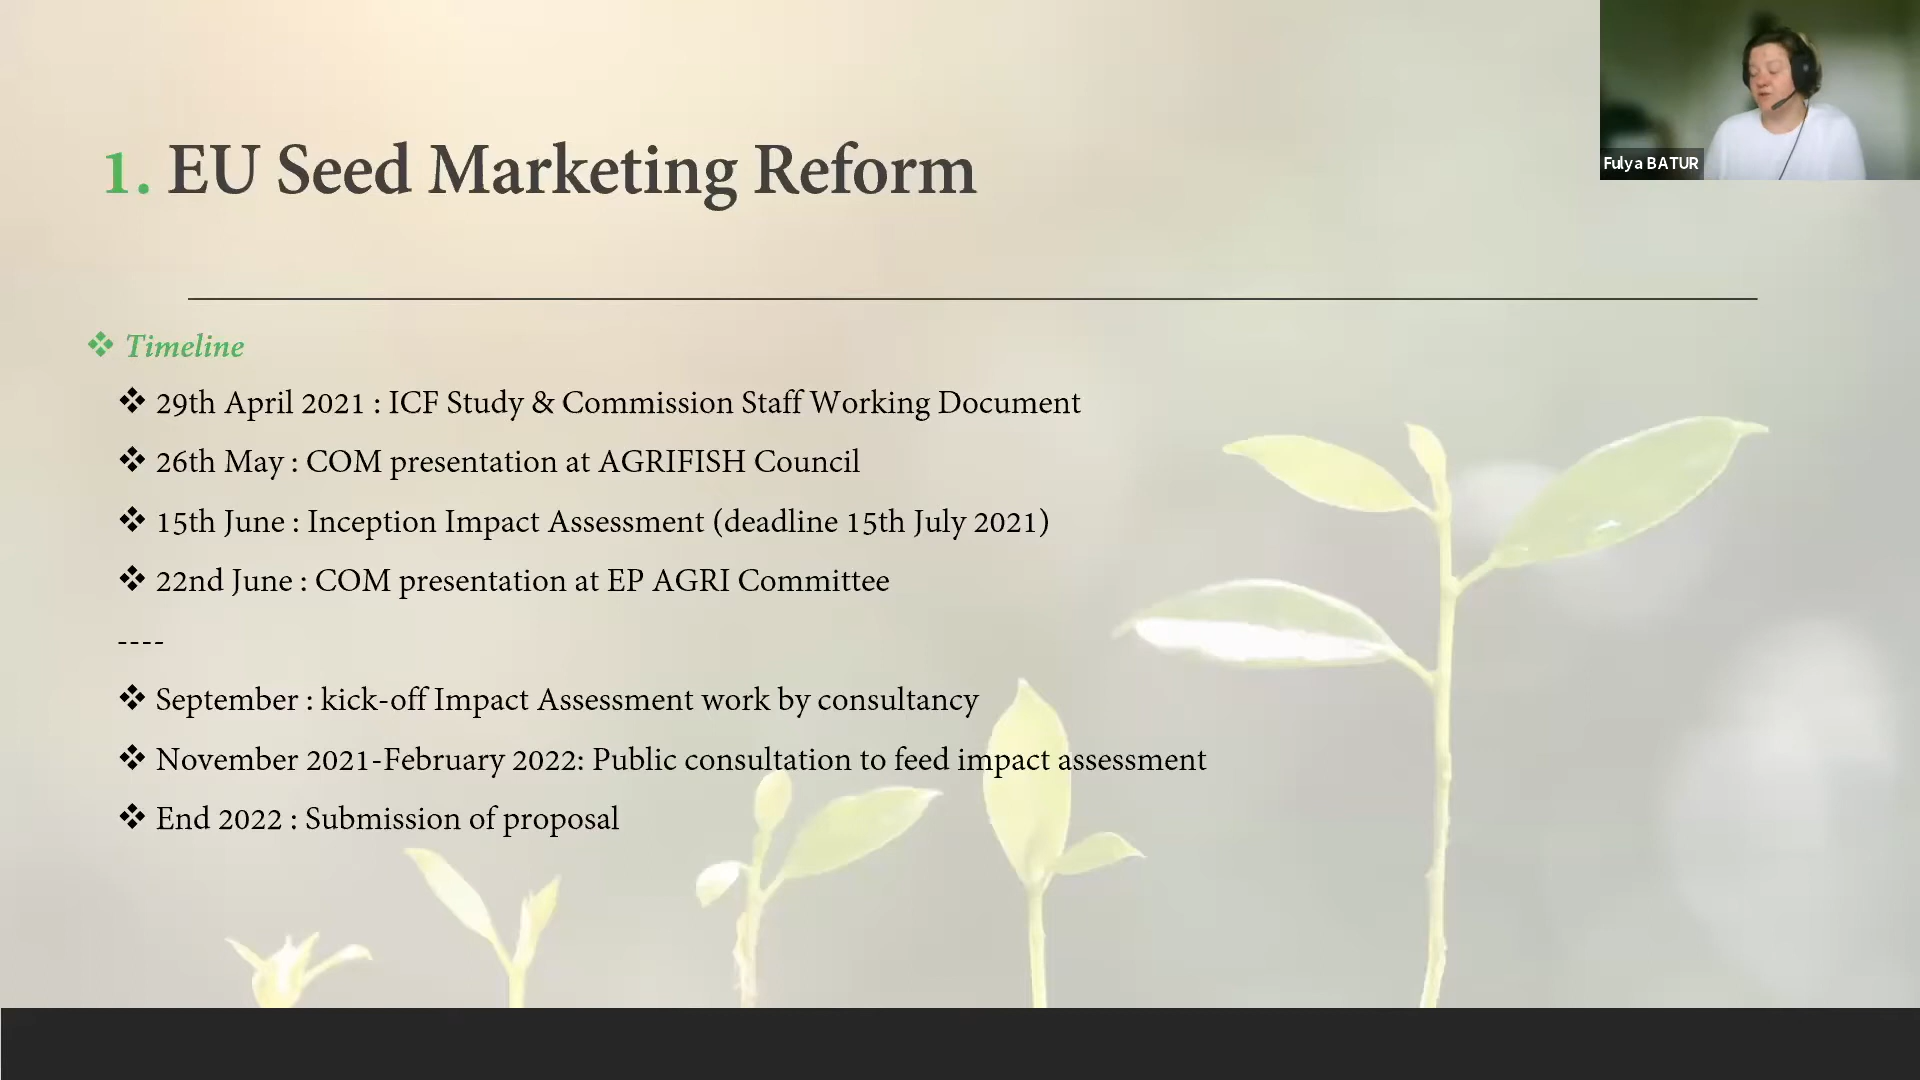 1. EU Seed Marketing Reform
Fulya BATUR
❖ Timeline
❖ 29th April 2021 : ICF Study & Commission Staff Working Document
❖ 26th May : COM presentation at AGRIFISH Council
❖ 15th June : Inception Impact Assessment (deadline 15th July 2021)
❖ 22nd June : COM presentation at EP AGRI Committee
----
❖ September : kick-off Impact Assessment work by consultancy
❖ November 2021-February 2022: Public consultation to feed impact assessment
❖ End 2022 : Submission of proposal